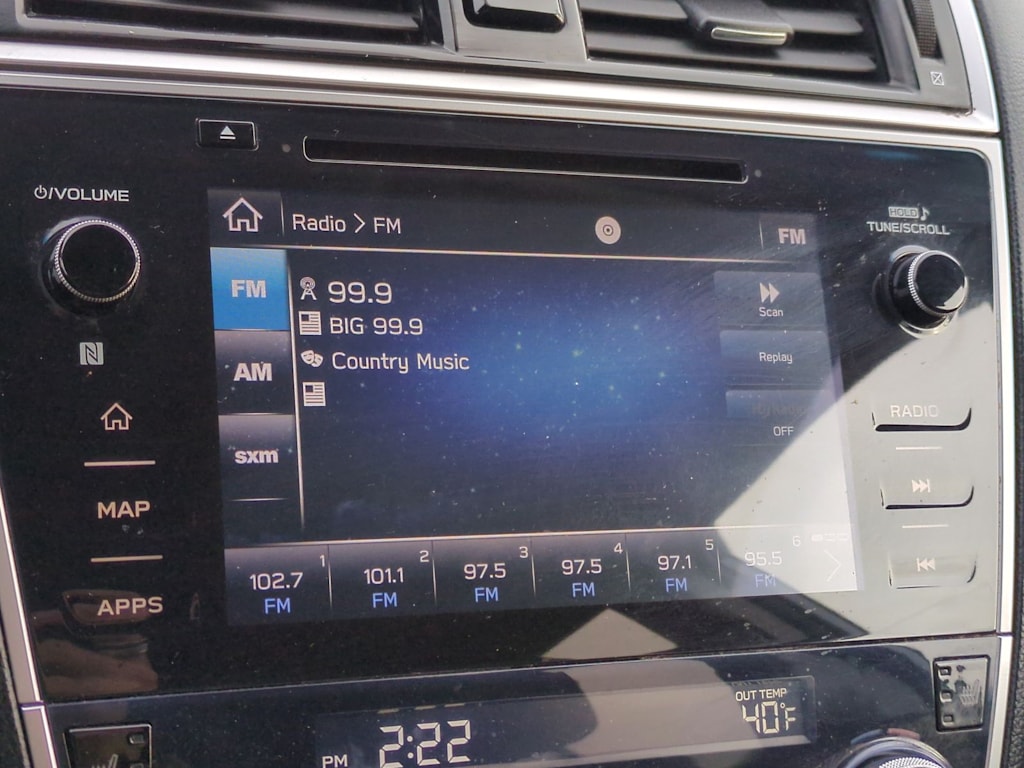 ⏻/VOLUME
HOLD
TUNE/SCROLL
Radio > FM
FM
FM
99.9
BIG 99.9
Country Music
AM
sxm
Scan
Replay
OFF
MAP
APPS
RADIO
1
102.7
FM
2
101.1
FM
3
97.5
FM
4
97.5
FM
5
97.1
FM
6
95.5
FM
OUT TEMP
40°F
PM 2:22